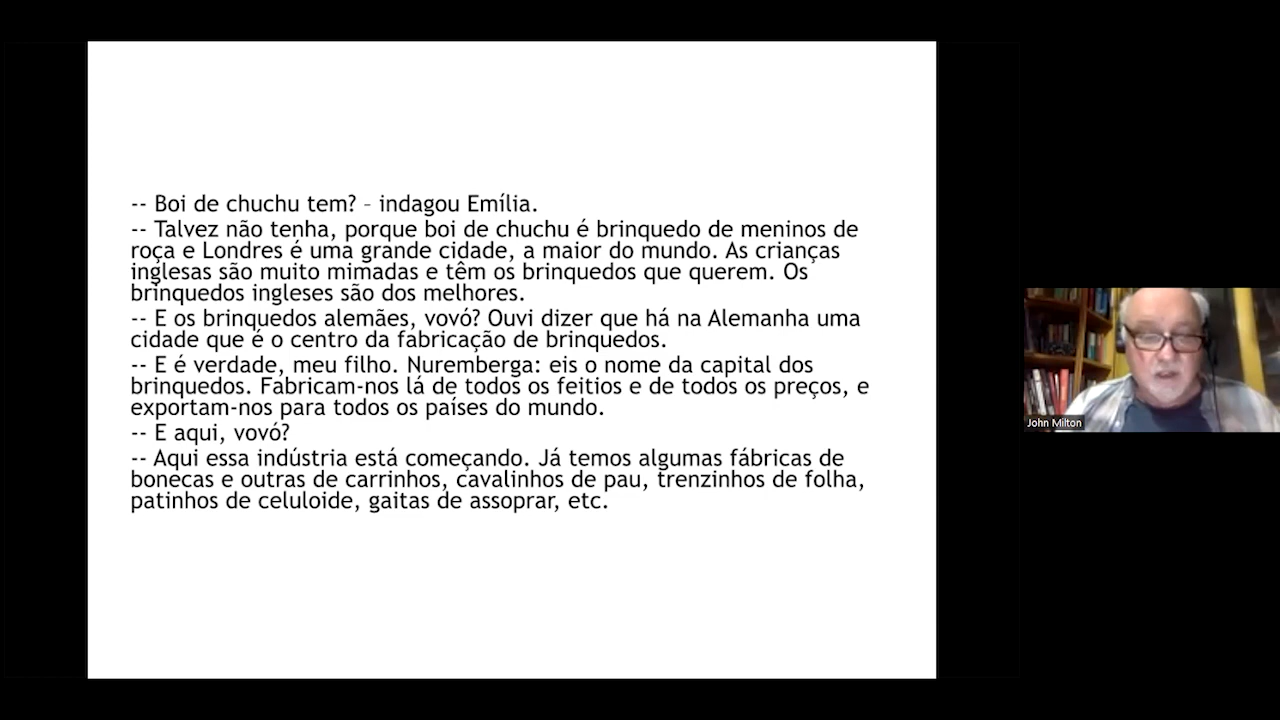 -- Boi de chuchu tem? – indagou Emília.
-- Talvez não tenha, porque boi de chuchu é brinquedo de meninos de
roça e Londres é uma grande cidade, a maior do mundo. As crianças
inglesas são muito mimadas e têm os brinquedos que querem. Os
brinquedos ingleses são dos melhores.
-- E os brinquedos alemães, vovó? Ouvi dizer que há na Alemanha uma
cidade que é o centro da fabricação de brinquedos.
-- E é verdade, meu filho. Nuremberga: eis o nome da capital dos
brinquedos. Fabricam-nos lá de todos os feitios e de todos os preços, e
exportam-nos para todos os países do mundo.
-- E aqui, vovó?
-- Aqui essa indústria está começando. Já temos algumas fábricas de
bonecas e outras de carrinhos, cavalinhos de pau, trenzinhos de folha,
patinhos de celuloide, gaitas de assoprar, etc.
John Milton